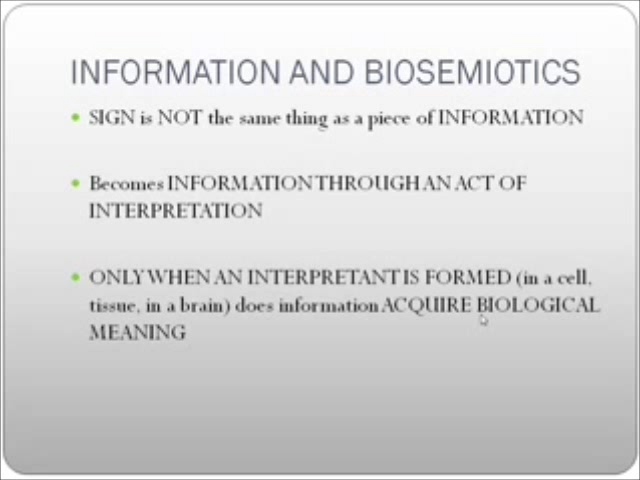 INFORMATION AND BIOSEMIOTICS
SIGN is NOT the same thing as a piece of INFORMATION
Becomes INFORMATION THROUGH AN ACT OF
INTERPRETATION
ONLY WHEN AN INTERPRETANT IS FORMED (in a cell,
tissue, in a brain) does information ACQUIRE BIOLOGICAL
MEANING